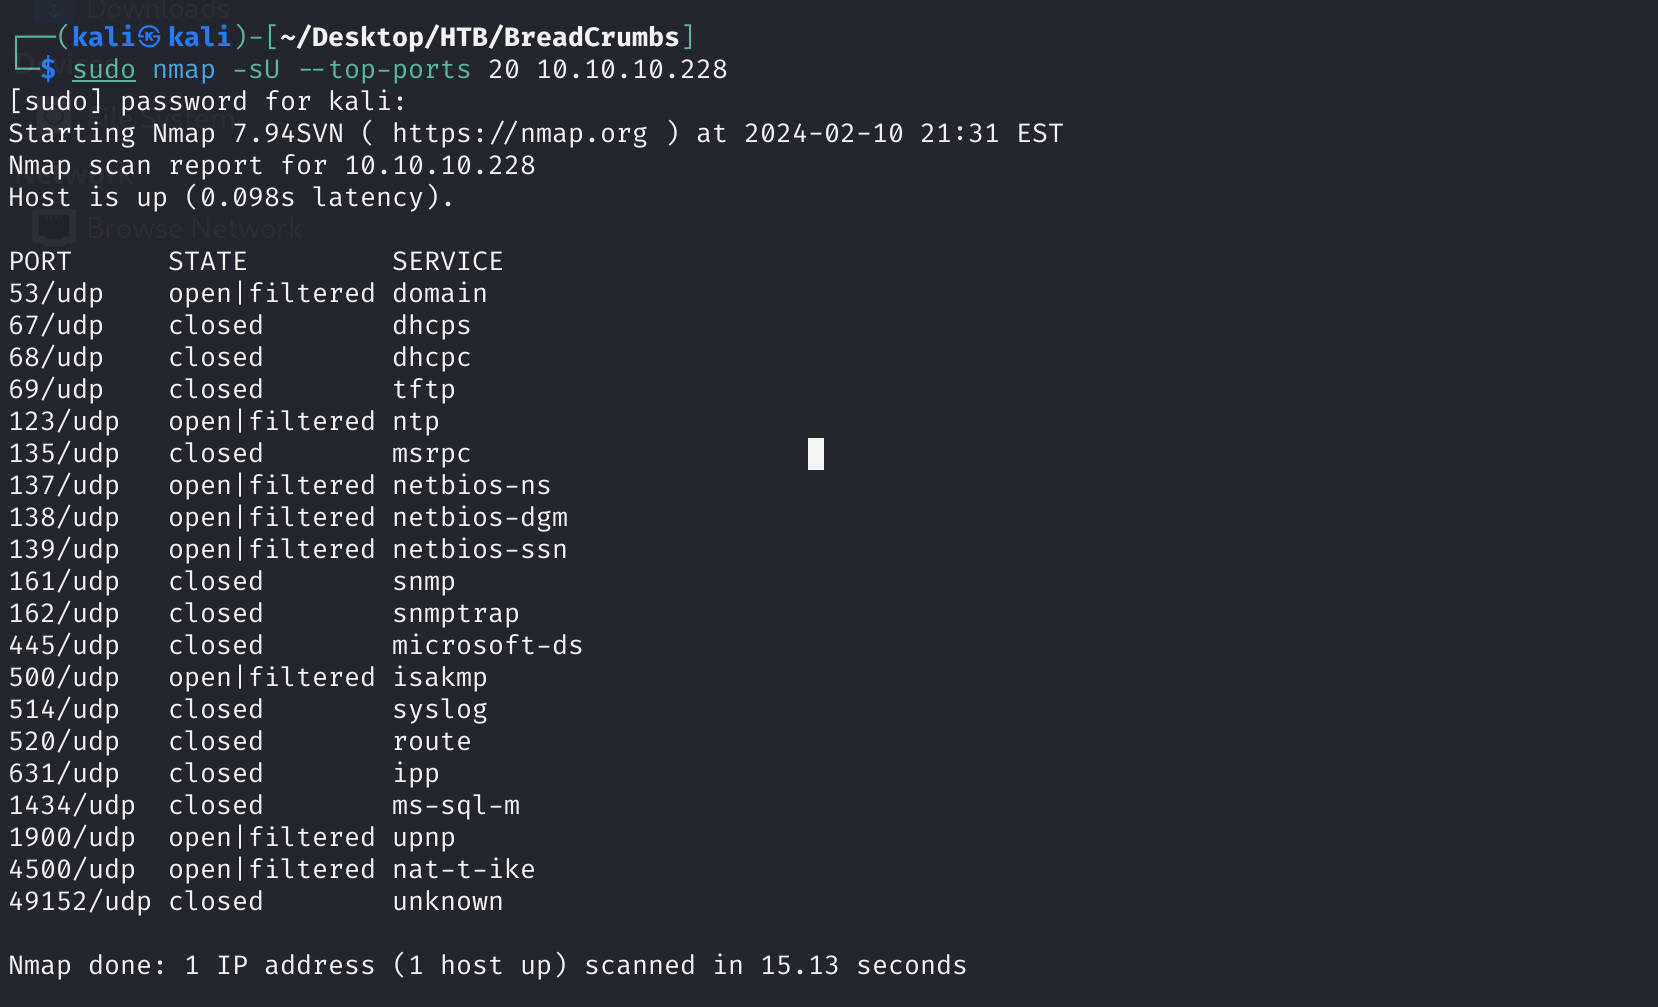 Downloads
┌──(kali㉿kali)-[~/Desktop/HTB/BreadCrumbs]
Devices
└─$ sudo nmap -sU --top-ports 20 10.10.10.228
[sudo] password for kali:
File System
Starting Nmap 7.94SVN ( https://nmap.org ) at 2024-02-10 21:31 EST
Nmap scan report for 10.10.10.228
Network
Host is up (0.098s latency).
Browse Network
PORT      STATE         SERVICE
53/udp    open|filtered domain
67/udp    closed        dhcps
68/udp    closed        dhcpc
69/udp    closed        tftp
123/udp   open|filtered ntp
135/udp   closed        msrpc
137/udp   open|filtered netbios-ns
138/udp   open|filtered netbios-dgm
139/udp   open|filtered netbios-ssn
161/udp   closed        snmp
162/udp   closed        snmptrap
445/udp   closed        microsoft-ds
500/udp   open|filtered isakmp
514/udp   closed        syslog
520/udp   closed        route
631/udp   closed        ipp
1434/udp  closed        ms-sql-m
1900/udp  open|filtered upnp
4500/udp  open|filtered nat-t-ike
49152/udp closed        unknown
Nmap done: 1 IP address (1 host up) scanned in 15.13 seconds